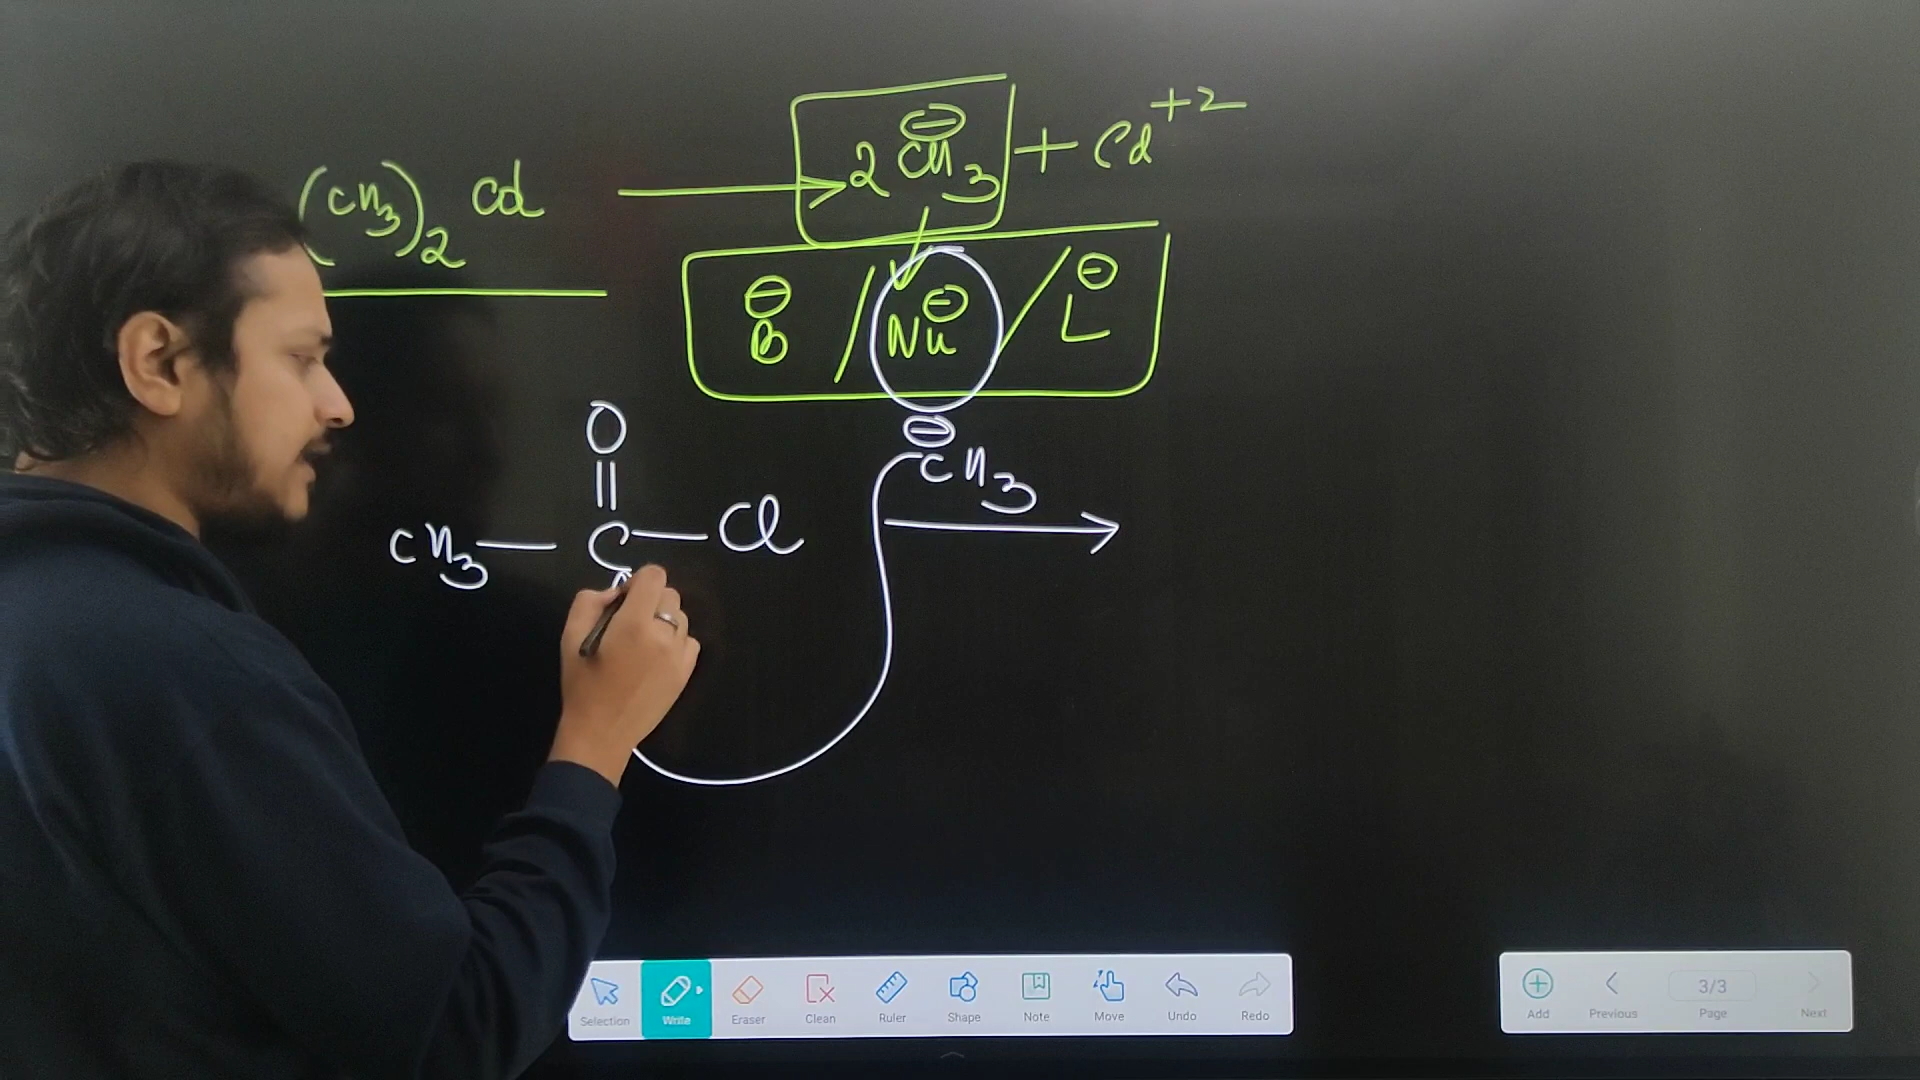 (CH3)2 Cd ⟶ 2 CH3⊖ + Cd+2
B⊖ / Nu⊖ / L⊖
O
||
CH3 — C — Cl
⊖
CH3
⟶
Selection Write Eraser Clean Ruler Shape Note Move Undo Redo
Add Previous 3/3 Page Next